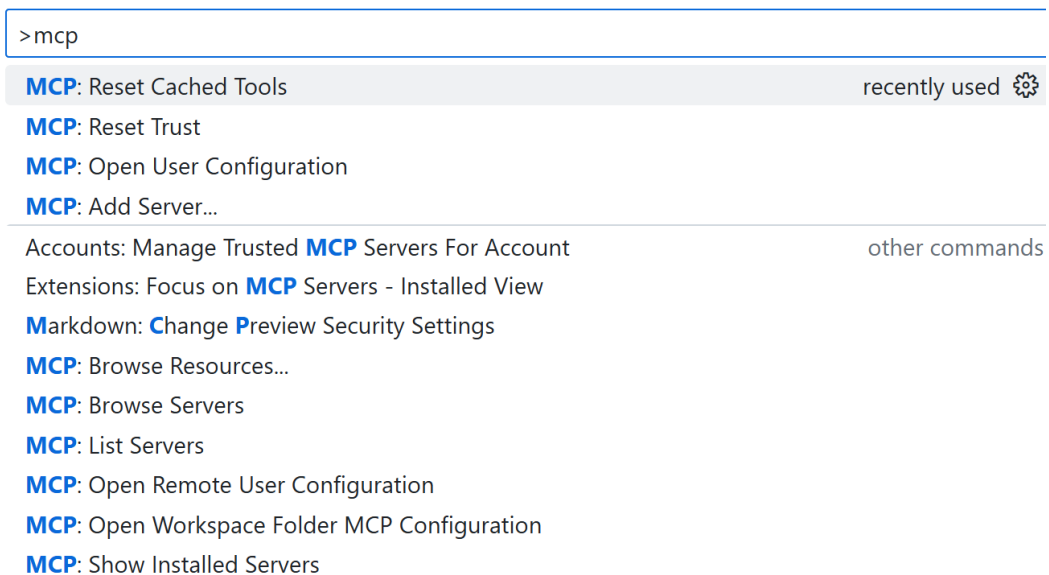 >mcp
MCP: Reset Cached Tools recently used
MCP: Reset Trust
MCP: Open User Configuration
MCP: Add Server...
Accounts: Manage Trusted MCP Servers For Account other commands
Extensions: Focus on MCP Servers - Installed View
Markdown: Change Preview Security Settings
MCP: Browse Resources...
MCP: Browse Servers
MCP: List Servers
MCP: Open Remote User Configuration
MCP: Open Workspace Folder MCP Configuration
MCP: Show Installed Servers